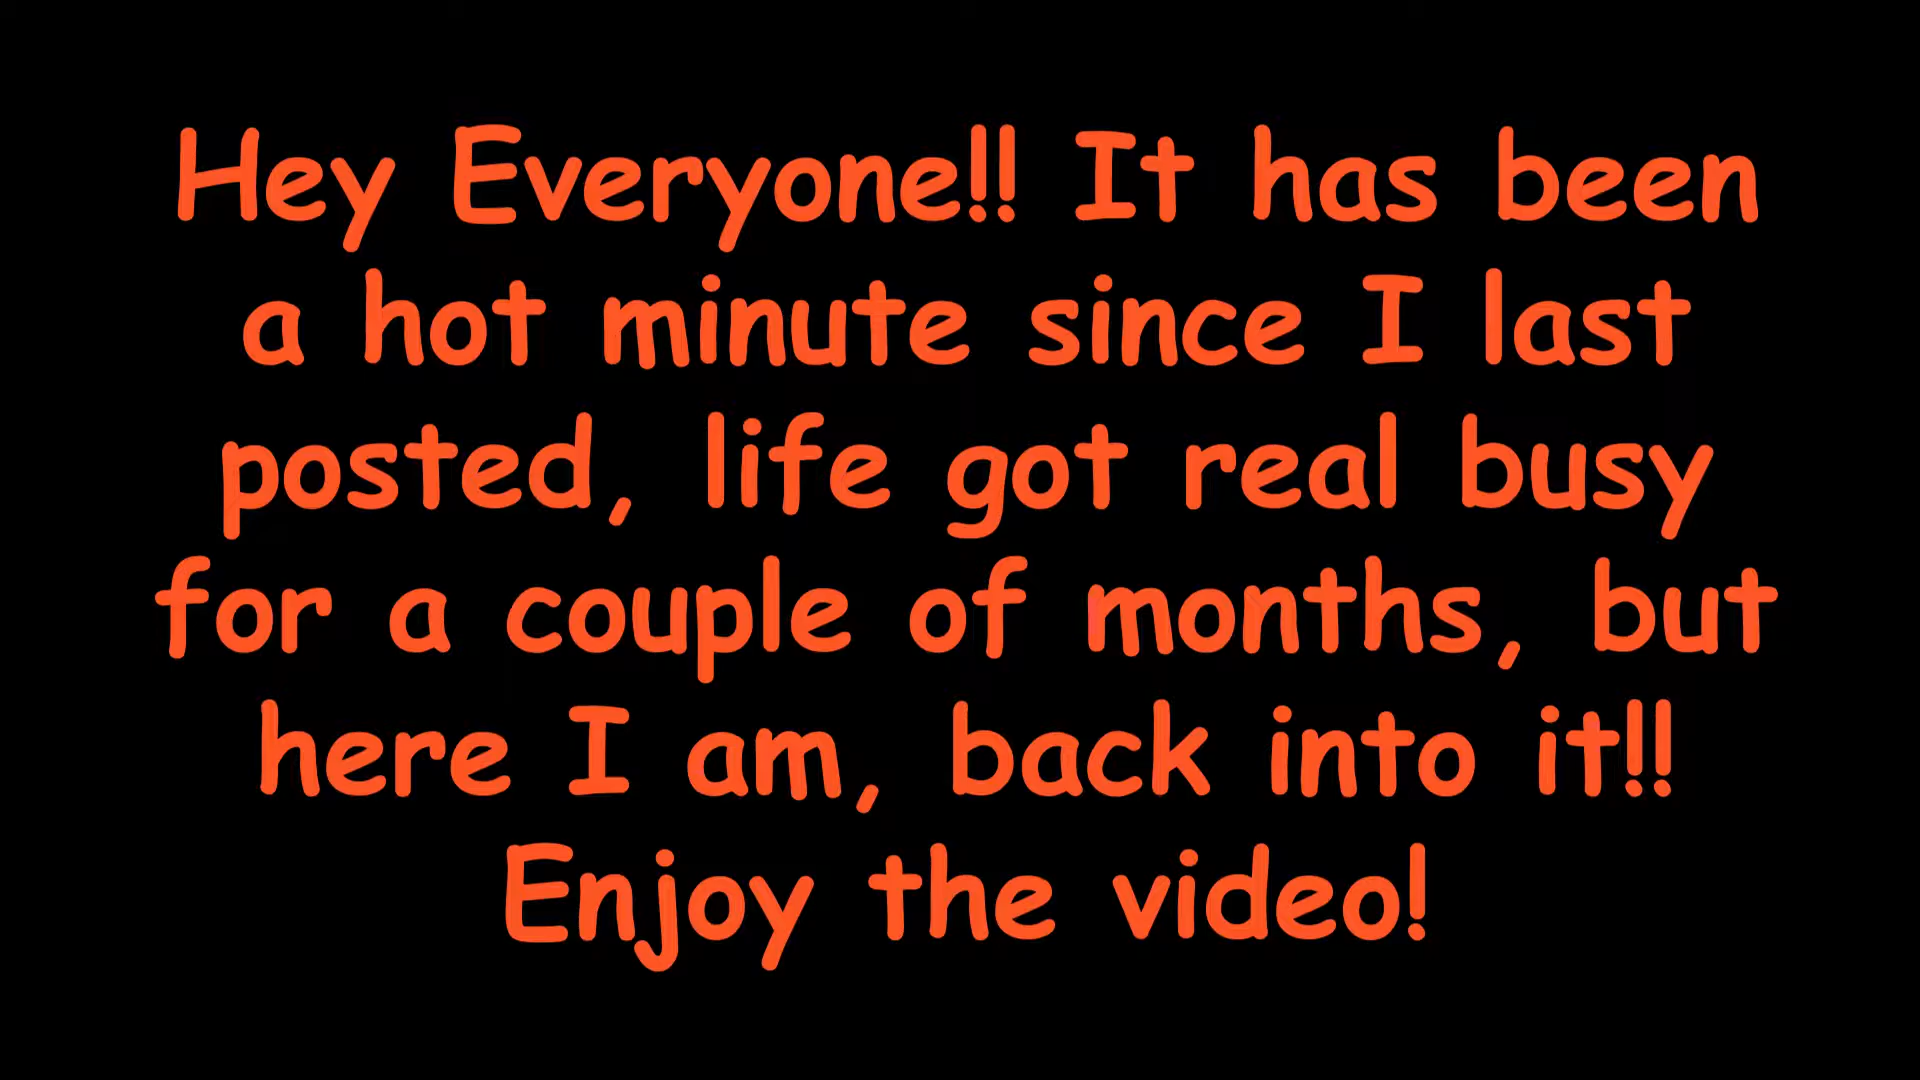 Hey Everyone!! It has been
a hot minute since I last
posted, life got real busy
for a couple of months, but
here I am, back into it!!
Enjoy the video!